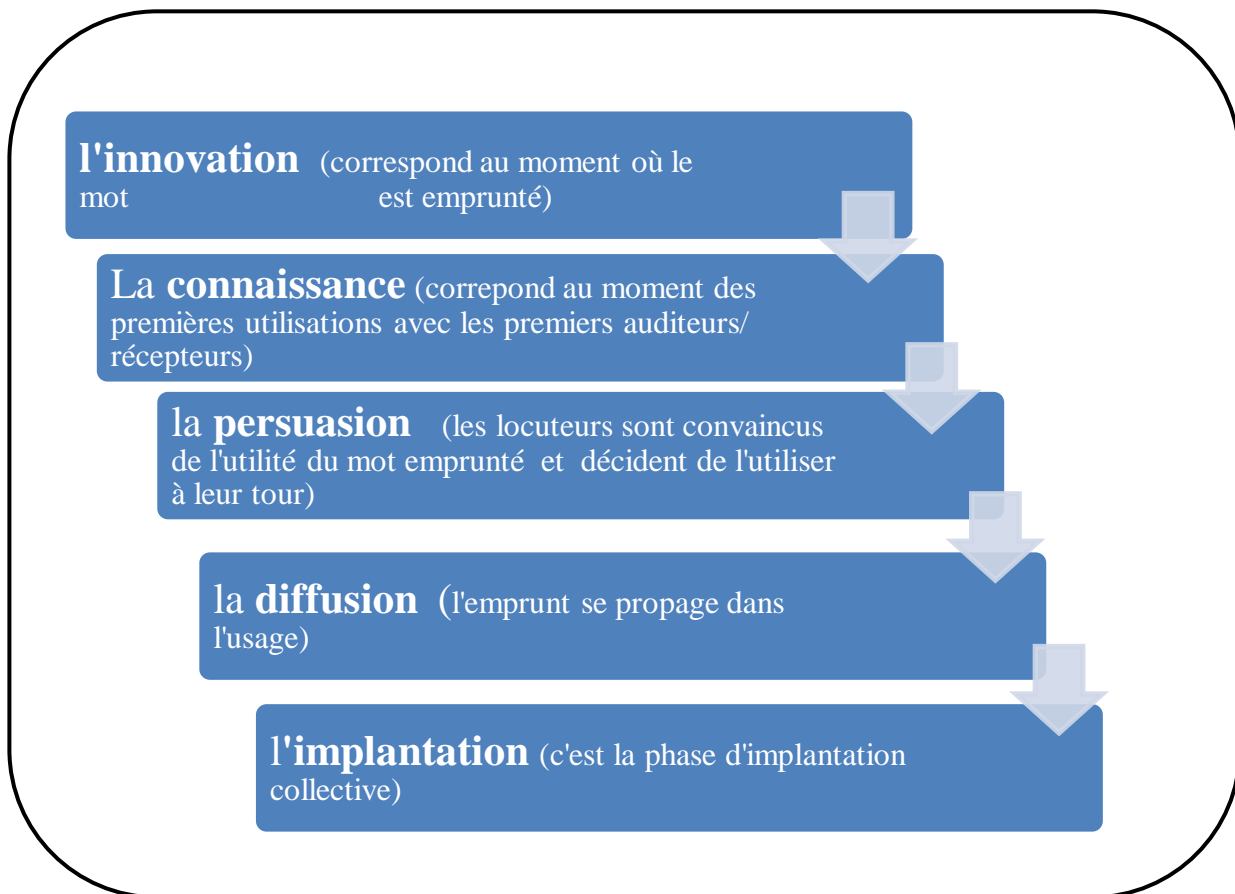 l'innovation (correspond au moment où le
mot est emprunté)
La connaissance (correpond au moment des
premières utilisations avec les premiers auditeurs/
récepteurs)
la persuasion (les locuteurs sont convaincus
de l'utilité du mot emprunté et décident de l'utiliser
à leur tour)
la diffusion (l'emprunt se propage dans
l'usage)
l'implantation (c'est la phase d'implantation
collective)